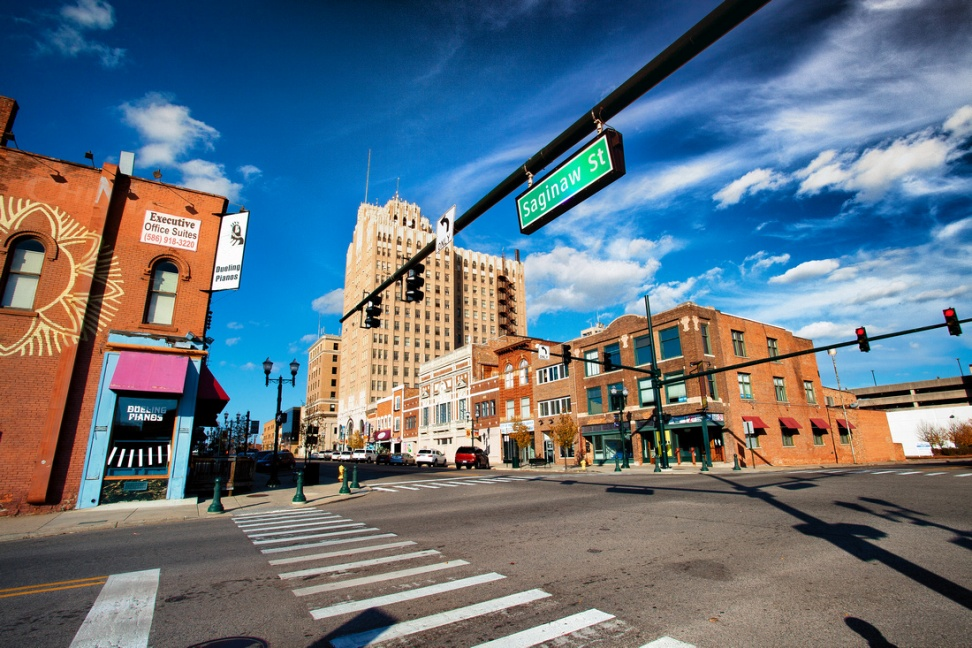 Executive
Office Suites
(586) 918-3220
Dueling
Pianos
Saginaw St
DUELING
PIANOS